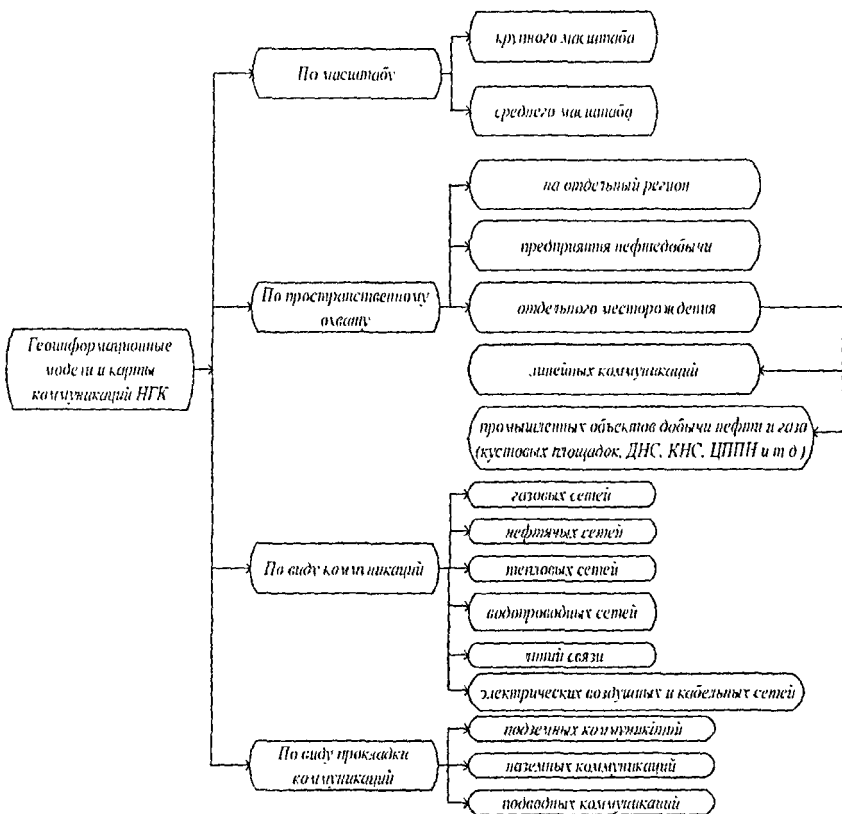 крупного масштаба
По масштабу
среднего масштаба
на отдельный регион
предприятия нефтедобычи
По пространственному
охвату
отдельного месторождения
Геоинформационные
модели и карты
коммуникаций НГК
линейных коммуникаций
промышленных объектов добычи нефти и газа
(кустовых площадок, ДНС, КНС, ЦППН и т д )
газовых сетей
нефтяных сетей
По виду коммуникаций
тепловых сетей
водопроводных сетей
линий связи
электрических воздушных и кабельных сетей
подземных коммуникаций
По виду прокладки
коммуникаций
наземных коммуникаций
подводных коммуникаций